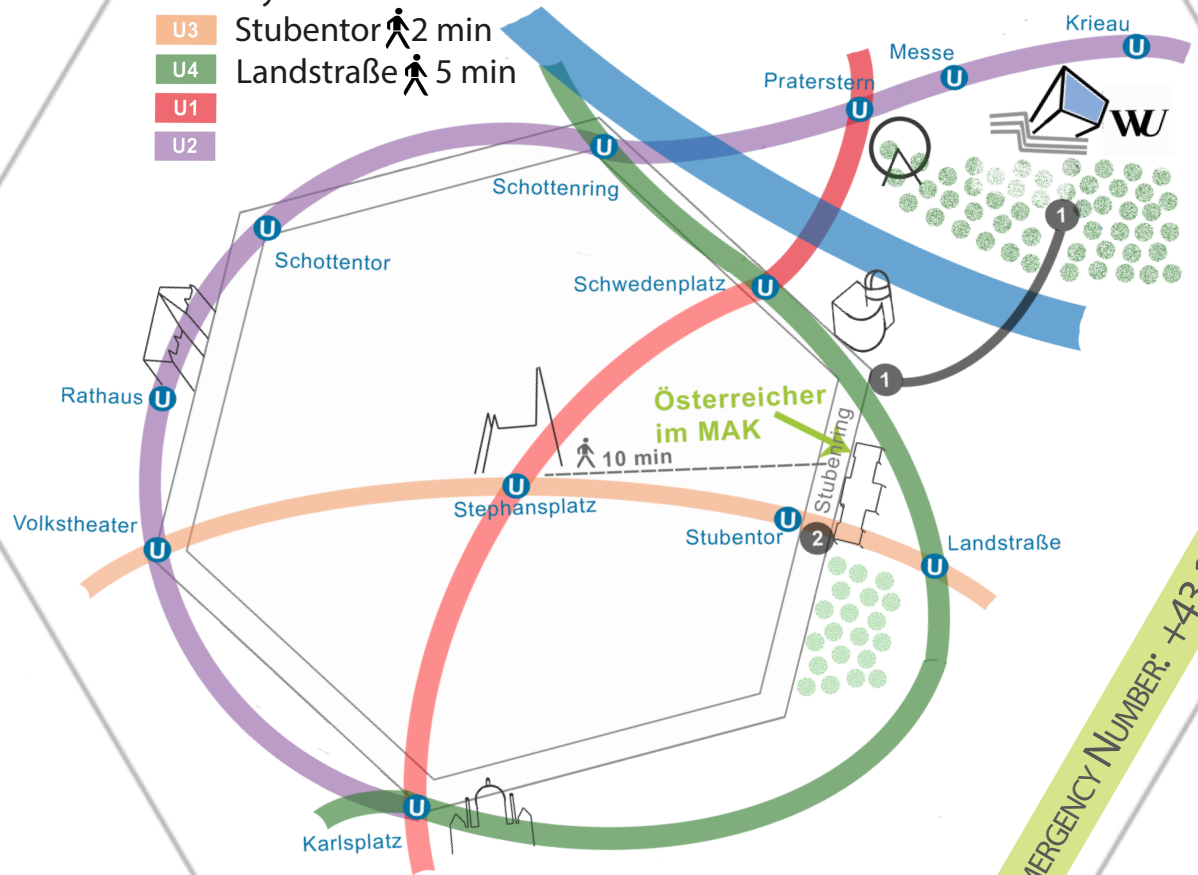 U3 Stubentor 2 min
U4 Landstraße 5 min
U1
U2
Krieau
U
Messe
U
Praterstern
U
WU
U
Schottenring
1
U
Schottentor
Schwedenplatz
U
Rathaus
U
1
Österreicher
im MAK
Stubenring
10 min
U
Stephansplatz
Volkstheater
U
U
Stubentor
2
Landstraße
U
U
Karlsplatz
NUMBER: +43